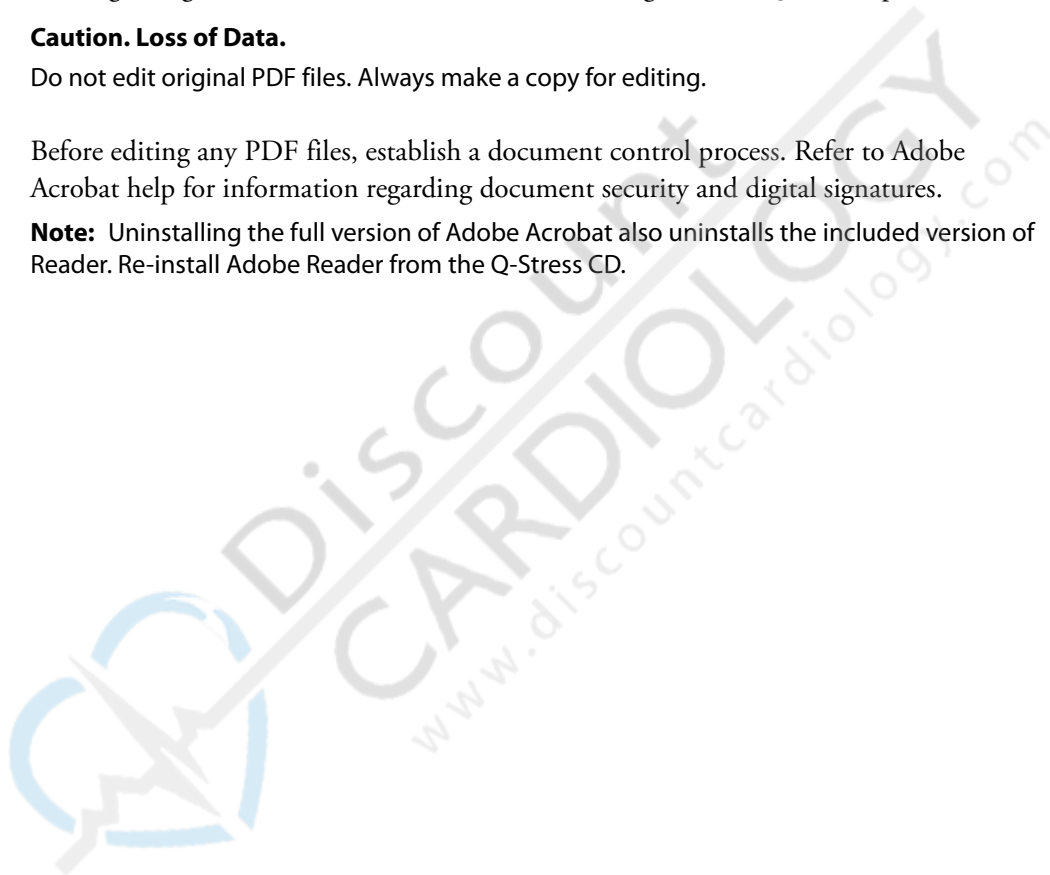 Caution. Loss of Data.
Do not edit original PDF files. Always make a copy for editing.
Before editing any PDF files, establish a document control process. Refer to Adobe
Acrobat help for information regarding document security and digital signatures.
Note: Uninstalling the full version of Adobe Acrobat also uninstalls the included version of
Reader. Re-install Adobe Reader from the Q-Stress CD.
Discount
CARDIOLOGY
www.discountcardiology.com